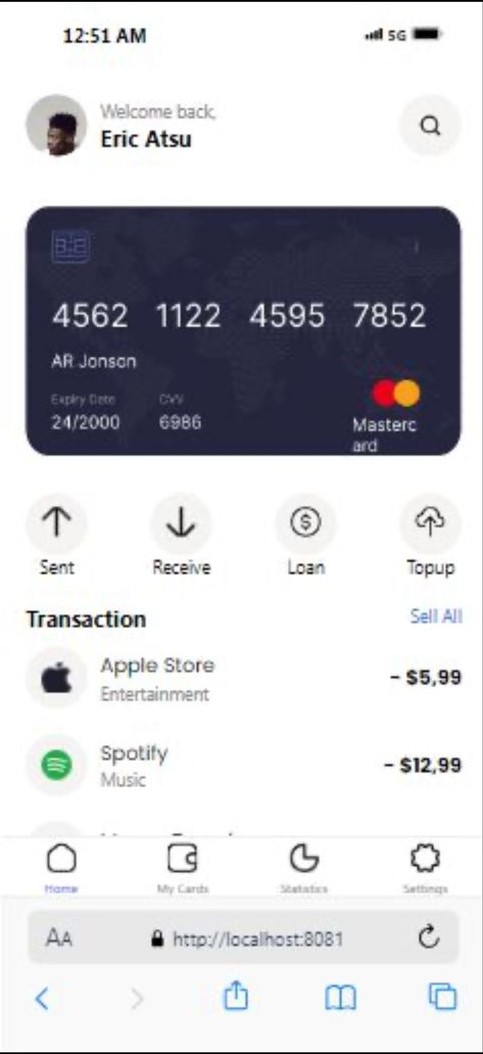 12:51 AM 5G
Welcome back,
Eric Atsu
4562 1122 4595 7852
AR Jonson
Expiry Date CVV
24/2000 6986
Masterc
ard
Sent Receive Loan Topup
Transaction Sell All
Apple Store
Entertainment
- $5,99
Spotify
Music
- $12,99
Home My Cards Statistics Settings
AA http://localhost:8081